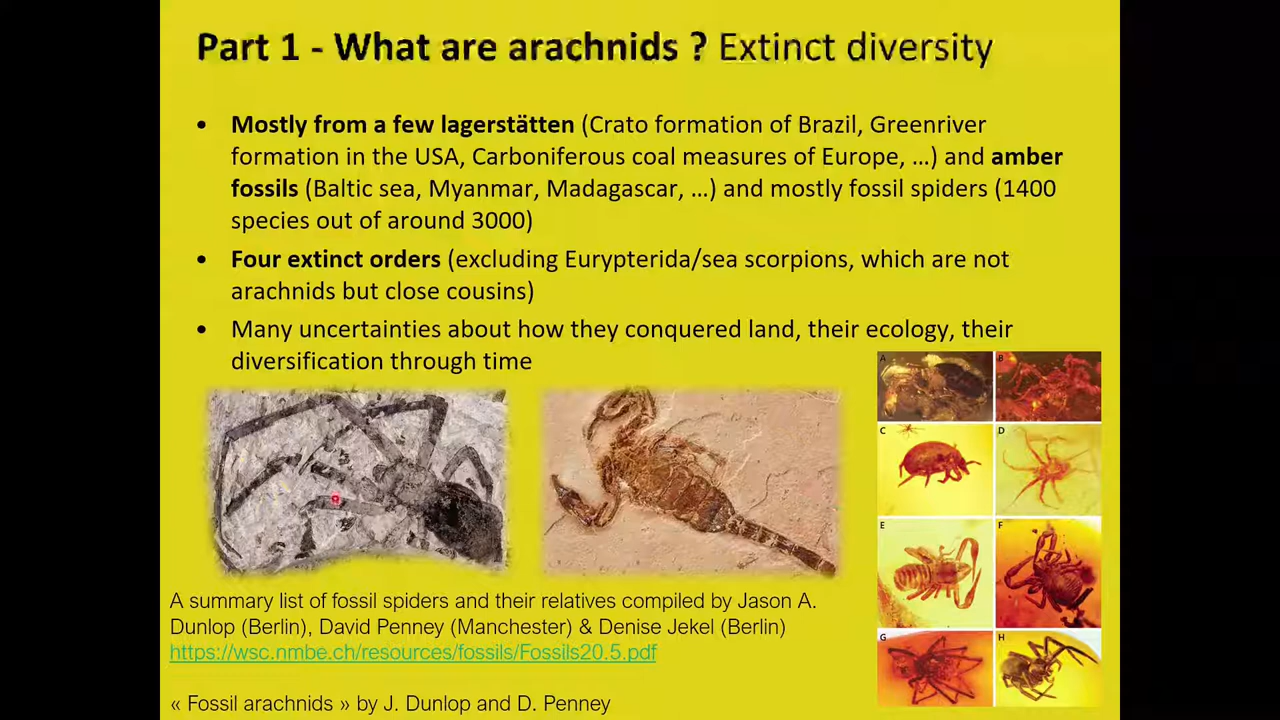 Part 1 - What are arachnids ? Extinct diversity
• Mostly from a few lagerstätten (Crato formation of Brazil, Greenriver
formation in the USA, Carboniferous coal measures of Europe, ...) and amber
fossils (Baltic sea, Myanmar, Madagascar, ...) and mostly fossil spiders (1400
species out of around 3000)
• Four extinct orders (excluding Eurypterida/sea scorpions, which are not
arachnids but close cousins)
• Many uncertainties about how they conquered land, their ecology, their
diversification through time
A
B
C
D
E
F
G
H
A summary list of fossil spiders and their relatives compiled by Jason A.
Dunlop (Berlin), David Penney (Manchester) & Denise Jekel (Berlin)
https://wsc.nmbe.ch/resources/fossils/Fossils20.5.pdf
« Fossil arachnids » by J. Dunlop and D. Penney